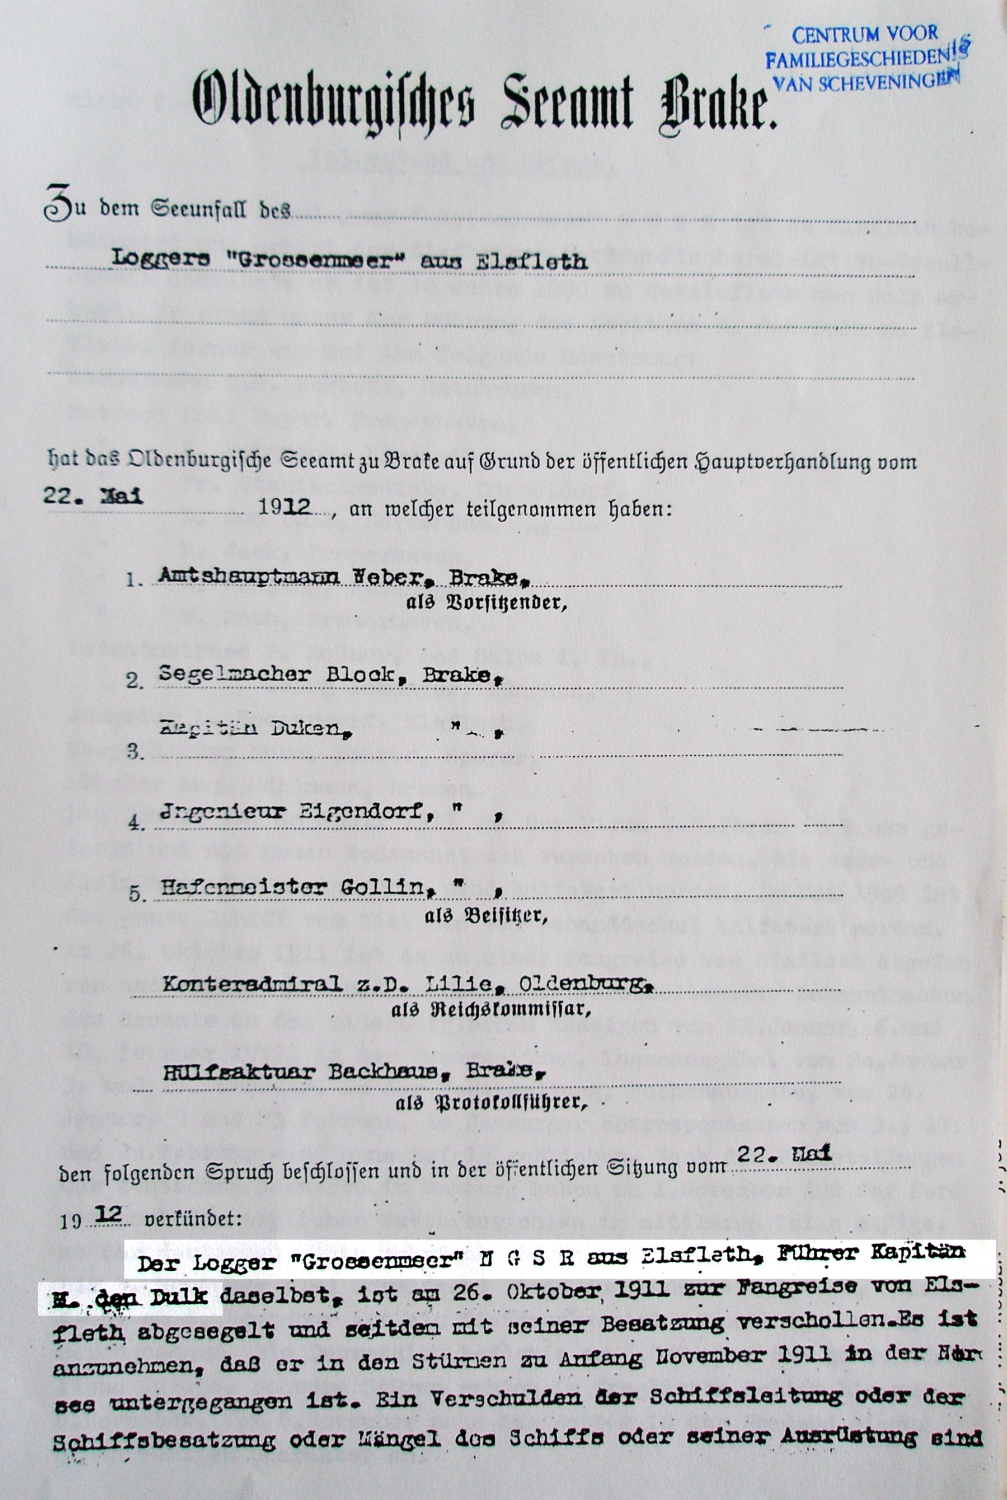 CENTRUM VOOR
FAMILIEGESCHIEDENIS
VAN SCHEVENINGEN
Oldenburgisches Seeamt Brake.
Zu dem Seeunfall des
Loggers "Grossenmeer" aus Elsfleth
hat das Oldenburgische Seeamt zu Brake auf Grund der öffentlichen Hauptverhandlung vom
22. Mai 1912, an welcher teilgenommen haben:
1. Amtshauptmann Weber, Brake,
als Vorsitzender,
2. Segelmacher Block, Brake,
3. Kapitän Duken, " ,
4. Jngenieur Eigendorf, " ,
5. Hafenmeister Gollin, " ,
als Beisitzer,
Konteradmiral z.D. Lilie, Oldenburg,
als Reichskommissar,
Hülfsaktuar Backhaus, Brake,
als Protokollführer,
den folgenden Spruch beschlossen und in der öffentlichen Sitzung vom 22. Mai
1912 verkündet:
Der Logger "Grossenmeer" N G S R aus Elsfleth, Führer Kapitän
M. den Dulk daselbst, ist am 26. Oktober 1911 zur Fangreise von Els-
fleth abgesegelt und seitdem mit seiner Besatzung verschollen.Es ist
anzunehmen, daß er in den Stürmen zu Anfang November 1911 in der Nor
see untergegangen ist. Ein Verschulden der Schiffsleitung oder der
Schiffsbesatzung oder Mängel des Schiffs oder seiner Ausrüstung sind